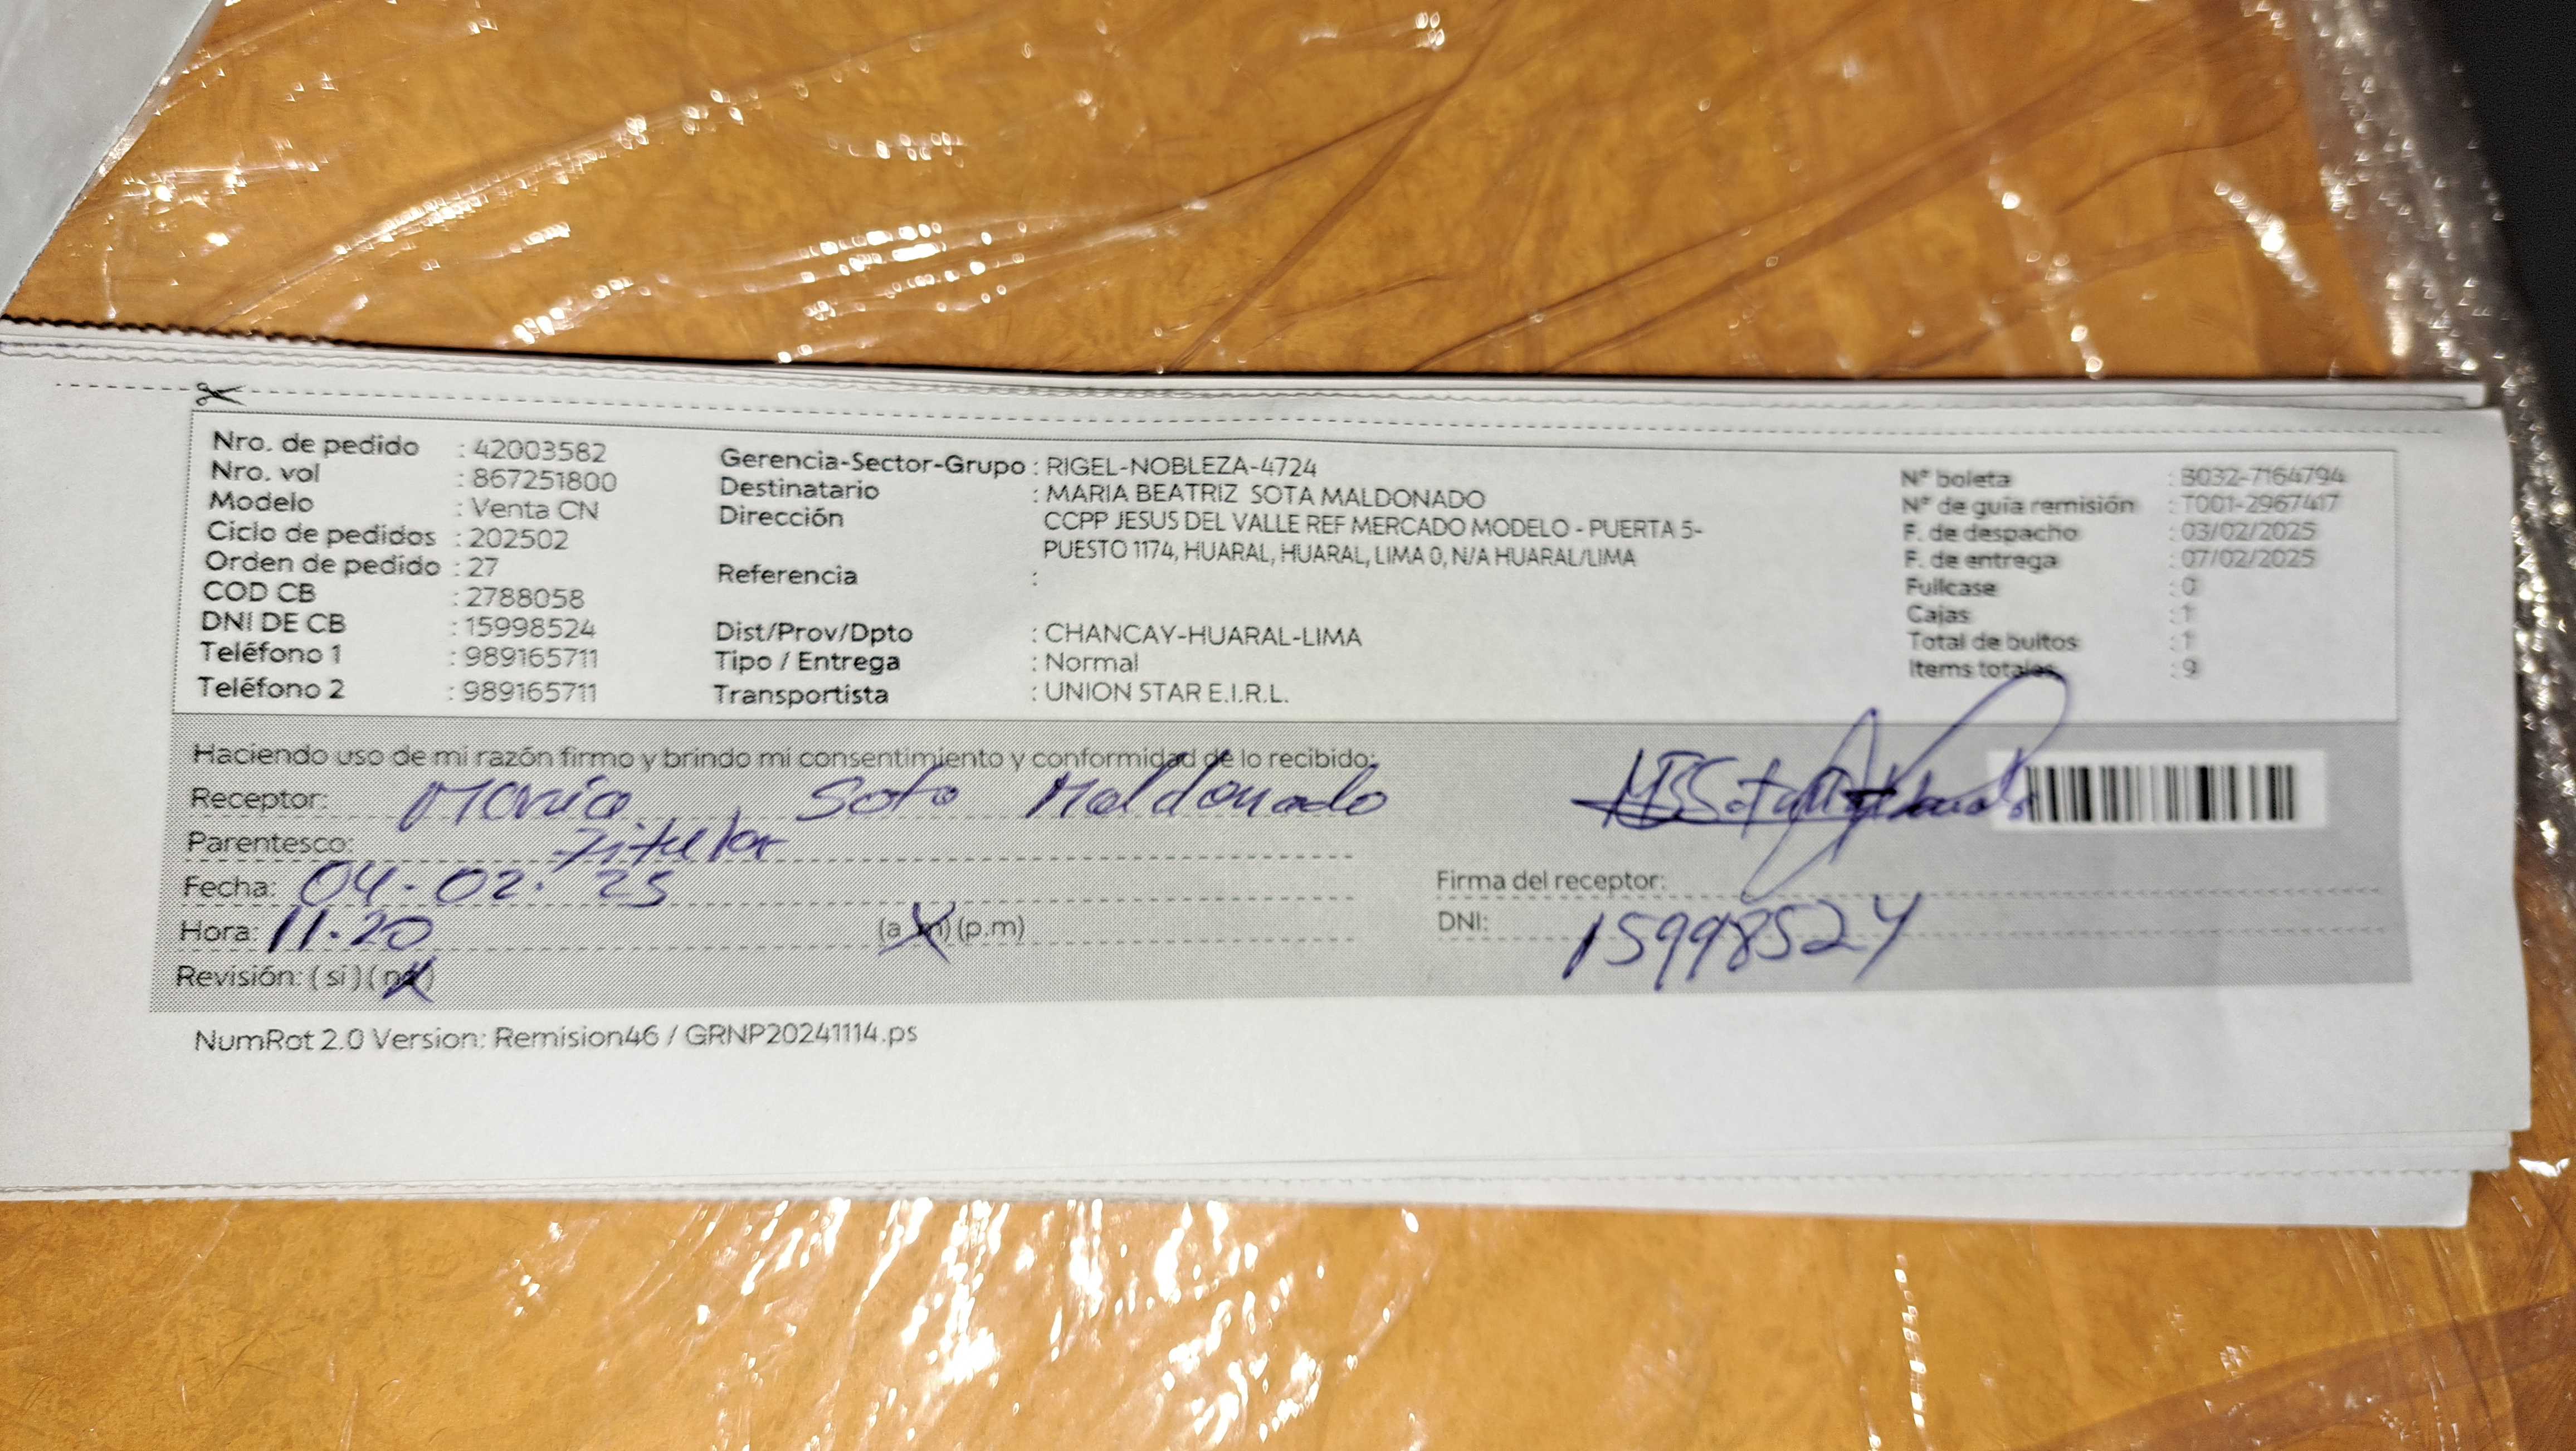 Nro. de pedido : 42003582
Nro. vol : 867251800
Modelo : Venta CN
Ciclo de pedidos : 202502
Orden de pedido : 27
COD CB : 2788058
DNI DE CB : 15998524
Teléfono 1 : 989165711
Teléfono 2 : 989165711
Gerencia-Sector-Grupo : RIGEL-NOBLEZA-4724
Destinatario : MARIA BEATRIZ SOTA MALDONADO
Dirección : CCPP JESUS DEL VALLE REF MERCADO MODELO - PUERTA 5-
PUESTO 1174, HUARAL, HUARAL, LIMA 0, N/A HUARAL/LIMA
Referencia :
Dist/Prov/Dpto : CHANCAY-HUARAL-LIMA
Tipo / Entrega : Normal
Transportista : UNION STAR E.I.R.L.
Nº boleta : B032-7164794
Nº de guía remisión : T001-2967417
F. de despacho : 03/02/2025
F. de entrega : 07/02/2025
Fullcase : 0
Cajas : 1
Total de bultos : 1
Items totales : 9
Haciendo uso de mi razón firmo y brindo mi consentimiento y conformidad de lo recibido:
Receptor: Maria Sota Maldonado
Parentesco: Titular
Fecha: 04-02-25
Hora: 11.20 (a.m) (p.m)
Revisión: ( si ) ( no )
Firma del receptor:
DNI: 15998524
NumRot 2.0 Version: Remision46 / GRNP20241114.ps